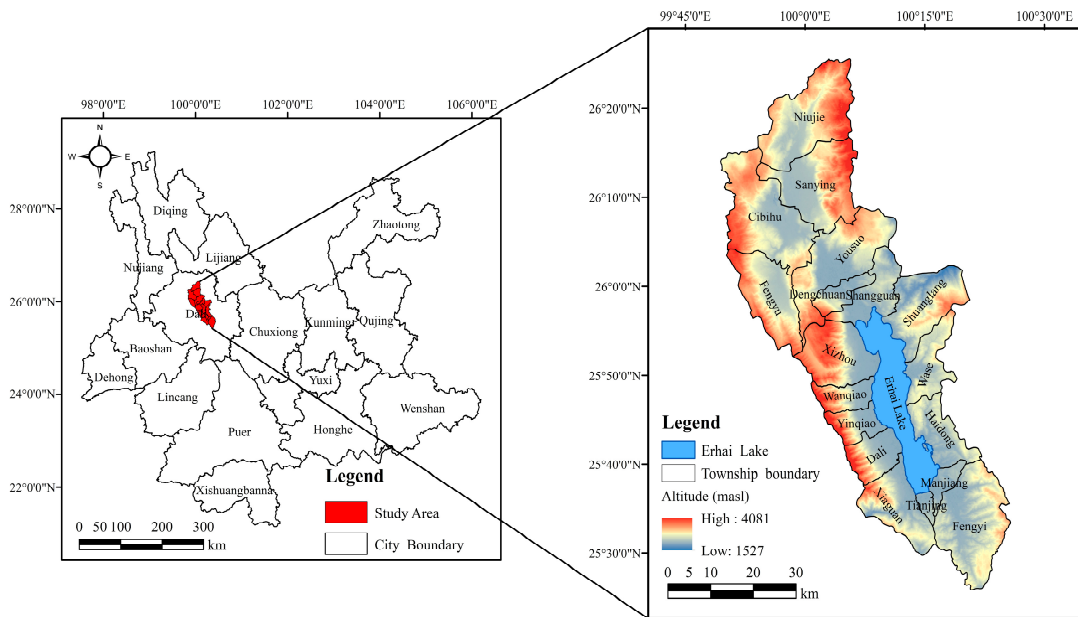 98°0'0"E 100°0'0"E 102°0'0"E 104°0'0"E 106°0'0"E
N
W E
S
28°0'0"N
26°0'0"N
24°0'0"N
22°0'0"N
Diqing
Zhaotong
Nujiang
Lijiang
Dali
Chuxiong
Kunming
Qujing
Baoshan
Dehong
Yuxi
Lincang
Wenshan
Puer
Honghe
Xishuangbanna
Legend
Study Area
City Boundary
0 50 100 200 300
km
99°45'0"E 100°0'0"E 100°15'0"E 100°30'0"E
26°20'0"N
26°10'0"N
26°0'0"N
25°50'0"N
25°40'0"N
25°30'0"N
Niujie
Sanying
Cibihu
Yousuo
Fengyu
Dengchuan
Shangguan
Shuanglang
Xizhou
Wase
Wanqiao
Erhai Lake
Yinqiao
Haidong
Dali
Manjiang
Xiaguan
Tianjing
Fengyi
Legend
Erhai Lake
Township boundary
Altitude (masl)
High : 4081
Low: 1527
0 5 10 20 30
km